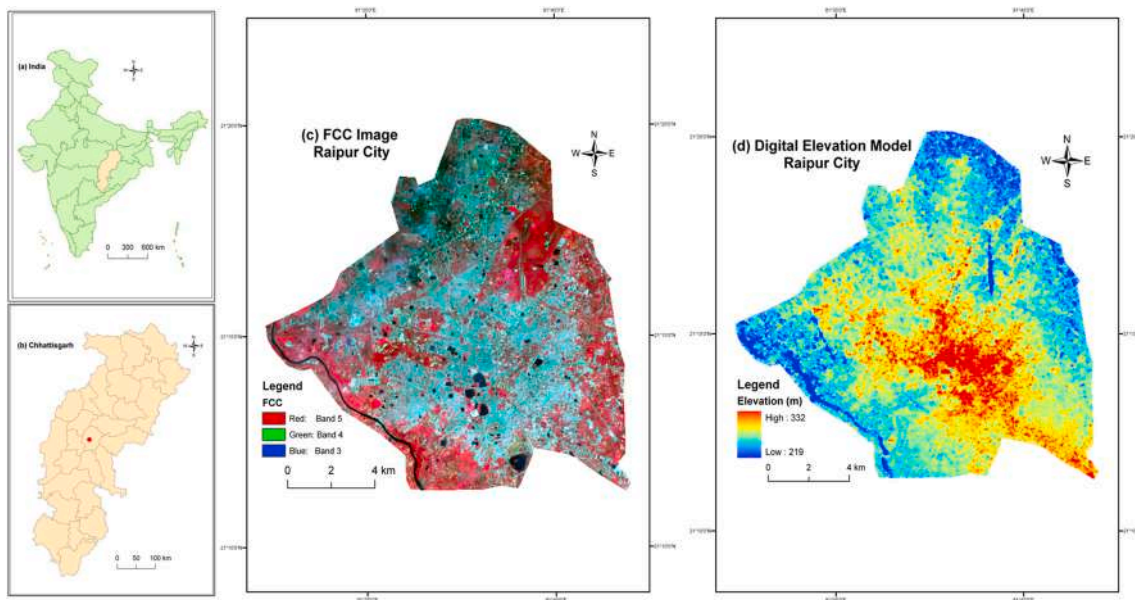 (a) India
N
W E
S
0 300 600 km
(b) Chhattisgarh
N
W E
S
0 50 100 km
(c) FCC Image
Raipur City
N
W E
S
Legend
FCC
Red: Band 5
Green: Band 4
Blue: Band 3
0 2 4 km
(d) Digital Elevation Model
Raipur City
N
W E
S
Legend
Elevation (m)
High : 332
Low : 219
0 2 4 km